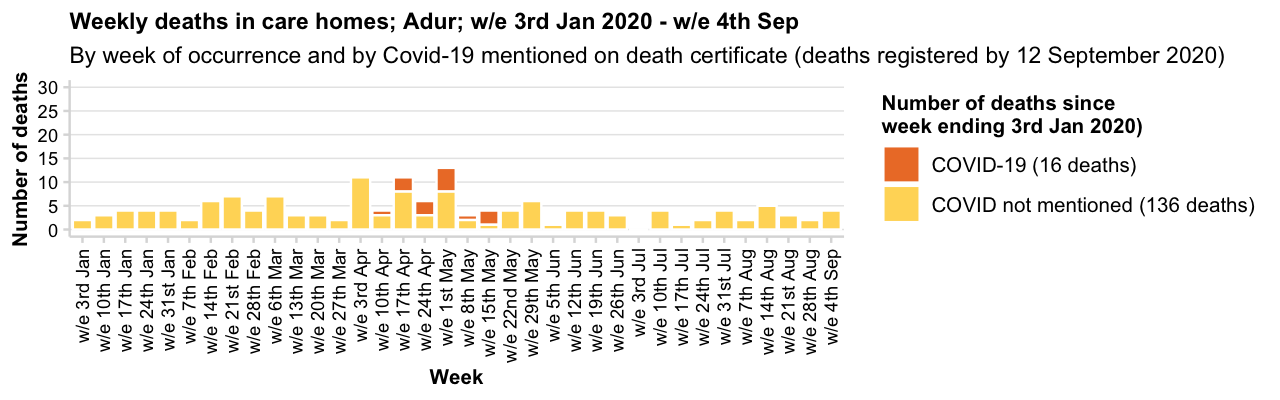 Weekly deaths in care homes; Adur; w/e 3rd Jan 2020 - w/e 4th Sep
By week of occurrence and by Covid-19 mentioned on death certificate (deaths registered by 12 September 2020)
Number of deaths
30
25
20
15
10
5
0
w/e 3rd Jan
w/e 10th Jan
w/e 17th Jan
w/e 24th Jan
w/e 31st Jan
w/e 7th Feb
w/e 14th Feb
w/e 21st Feb
w/e 28th Feb
w/e 6th Mar
w/e 13th Mar
w/e 20th Mar
w/e 27th Mar
w/e 3rd Apr
w/e 10th Apr
w/e 17th Apr
w/e 24th Apr
w/e 1st May
w/e 8th May
w/e 15th May
w/e 22nd May
w/e 29th May
w/e 5th Jun
w/e 12th Jun
w/e 19th Jun
w/e 26th Jun
w/e 3rd Jul
w/e 10th Jul
w/e 17th Jul
w/e 24th Jul
w/e 31st Jul
w/e 7th Aug
w/e 14th Aug
w/e 21st Aug
w/e 28th Aug
w/e 4th Sep
Week
Number of deaths since
week ending 3rd Jan 2020)
COVID-19 (16 deaths)
COVID not mentioned (136 deaths)